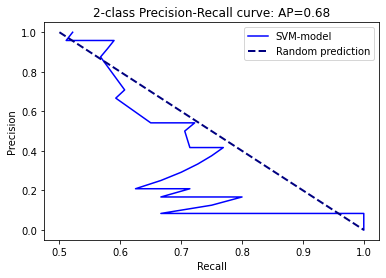 2-class Precision-Recall curve: AP=0.68
SVM-model
Random prediction
Precision
1.0
0.8
0.6
0.4
0.2
0.0
0.5 0.6 0.7 0.8 0.9 1.0
Recall